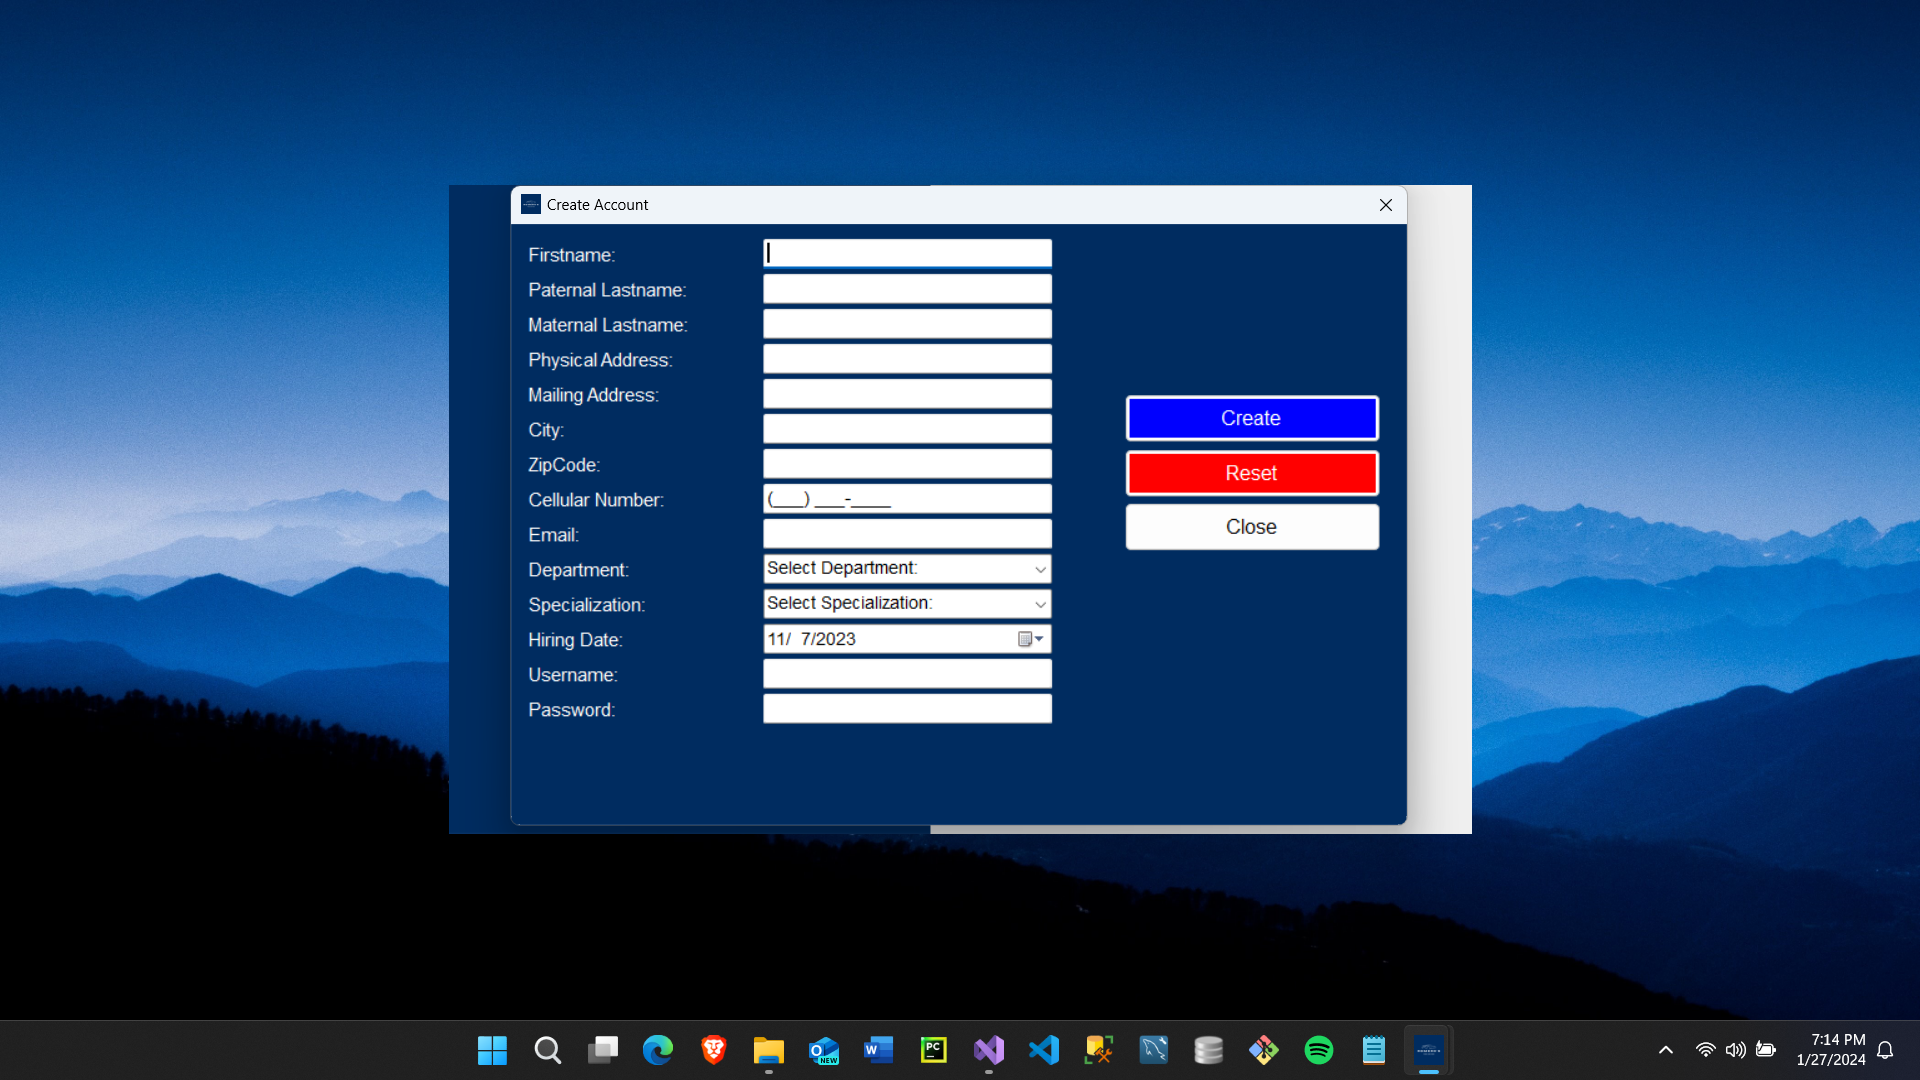 Create Account
Firstname:
Paternal Lastname:
Maternal Lastname:
Physical Address:
Mailing Address:
City:
ZipCode:
Cellular Number: (___) ___-____
Email:
Department: Select Department:
Specialization: Select Specialization:
Hiring Date: 11/ 7/2023
Username:
Password:
Create
Reset
Close
NEW
W
PC
7:14 PM
1/27/2024